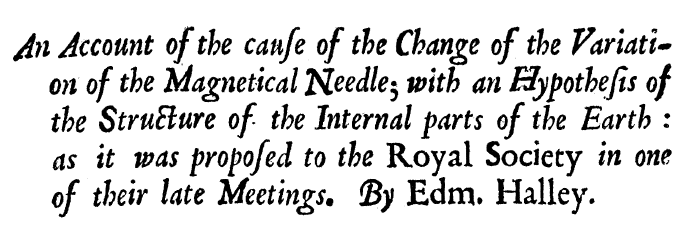 An Account of the cauſe of the Change of the Variati-
on of the Magnetical Needle; with an Hypotheſis of
the Structure of the Internal parts of the Earth :
as it was propoſed to the Royal Society in one
of their late Meetings. By Edm. Halley.